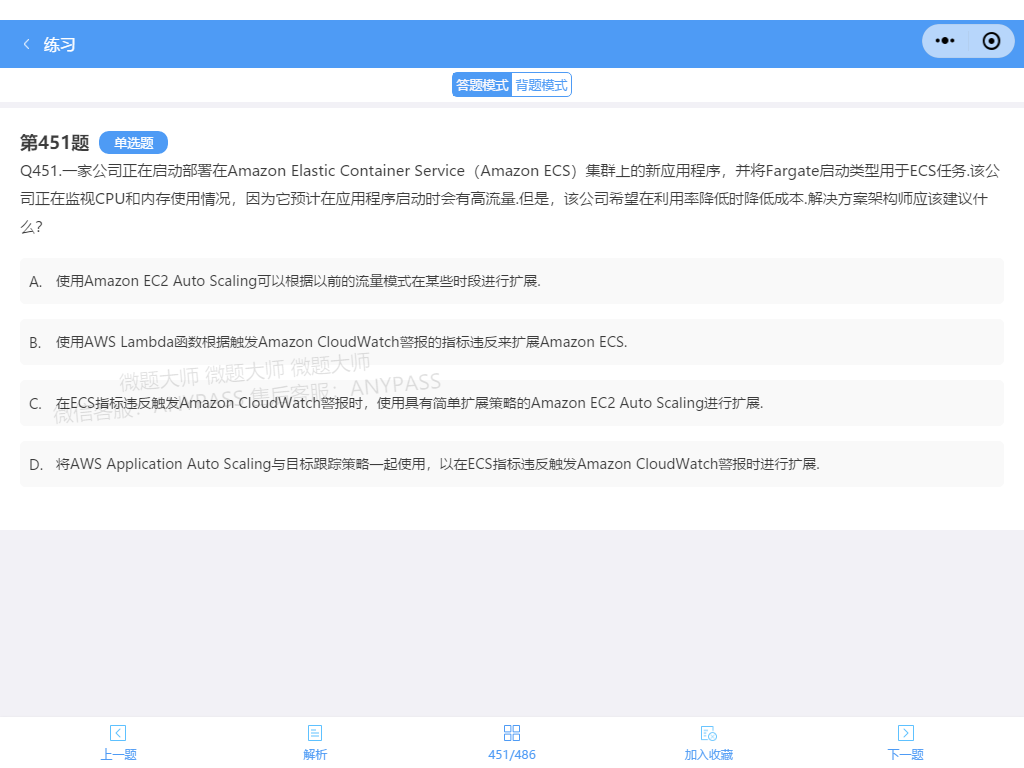 练习
答题模式 背题模式
第451题 单选题
Q451.一家公司正在启动部署在Amazon Elastic Container Service（Amazon ECS）集群上的新应用程序，并将Fargate启动类型用于ECS任务.该公
司正在监视CPU和内存使用情况，因为它预计在应用程序启动时会有高流量.但是，该公司希望在利用率降低时降低成本.解决方案架构师应该建议什
么？
A. 使用Amazon EC2 Auto Scaling可以根据以前的流量模式在某些时段进行扩展.
B. 使用AWS Lambda函数根据触发Amazon CloudWatch警报的指标违反来扩展Amazon ECS.
微题大师 微题大师 微题大师
微信客服：ANYPASS 售后客服：ANYPASS
C. 在ECS指标违反触发Amazon CloudWatch警报时，使用具有简单扩展策略的Amazon EC2 Auto Scaling进行扩展.
D. 将AWS Application Auto Scaling与目标跟踪策略一起使用，以在ECS指标违反触发Amazon CloudWatch警报时进行扩展.
上一题 解析 451/486 加入收藏 下一题